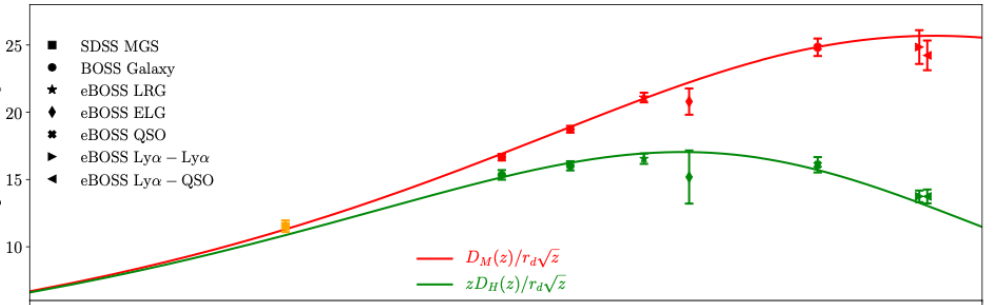 25
20
15
10
SDSS MGS
BOSS Galaxy
eBOSS LRG
eBOSS ELG
eBOSS QSO
eBOSS Lyα − Lyα
eBOSS Lyα − QSO
D_M(z)/r_d√z
zD_H(z)/r_d√z